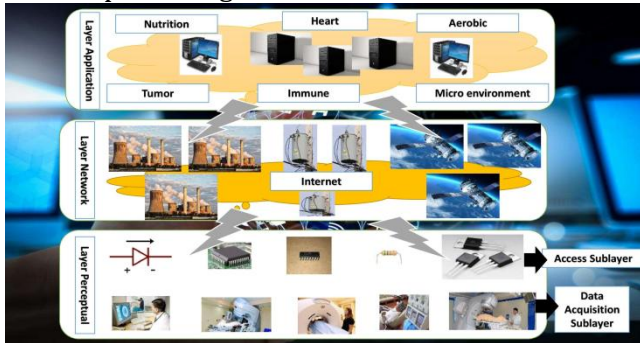 Layer Application
Nutrition
Heart
Aerobic
Tumor
Immune
Micro environment
Layer Network
Internet
Layer Perceptual
+ -
Access Sublayer
Data
Acquisition
Sublayer